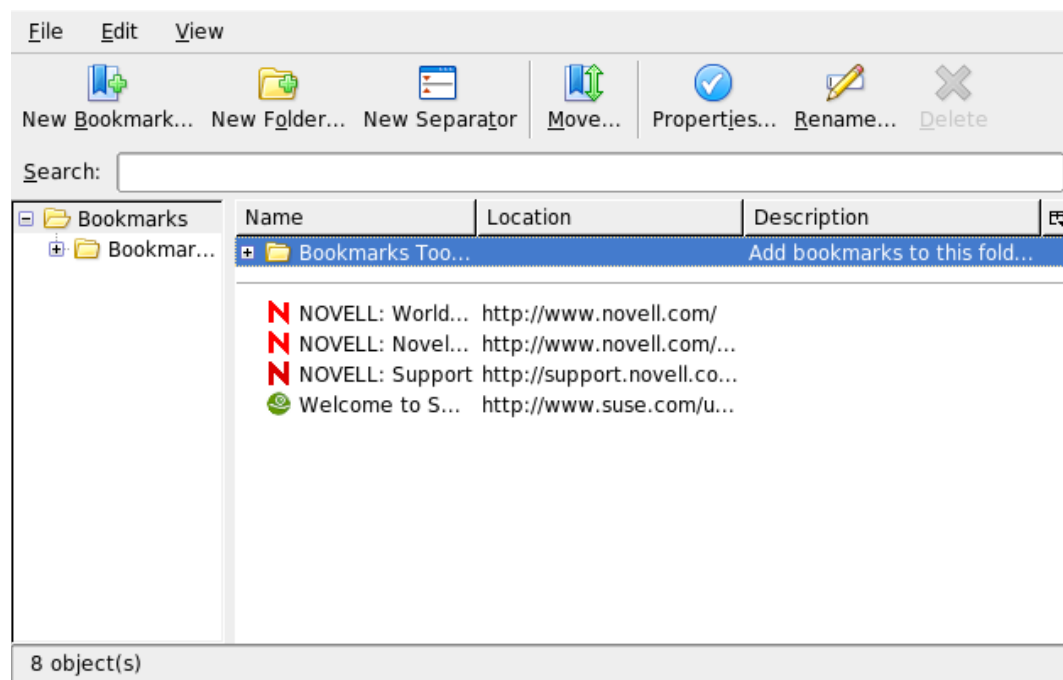 File Edit View
New Bookmark... New Folder... New Separator Move... Properties... Rename... Delete
Search:
Bookmarks
Bookmar...
Name Location Description
Bookmarks Too... Add bookmarks to this fold...
NOVELL: World... http://www.novell.com/
NOVELL: Novel... http://www.novell.com/...
NOVELL: Support http://support.novell.co...
Welcome to S... http://www.suse.com/u...
8 object(s)